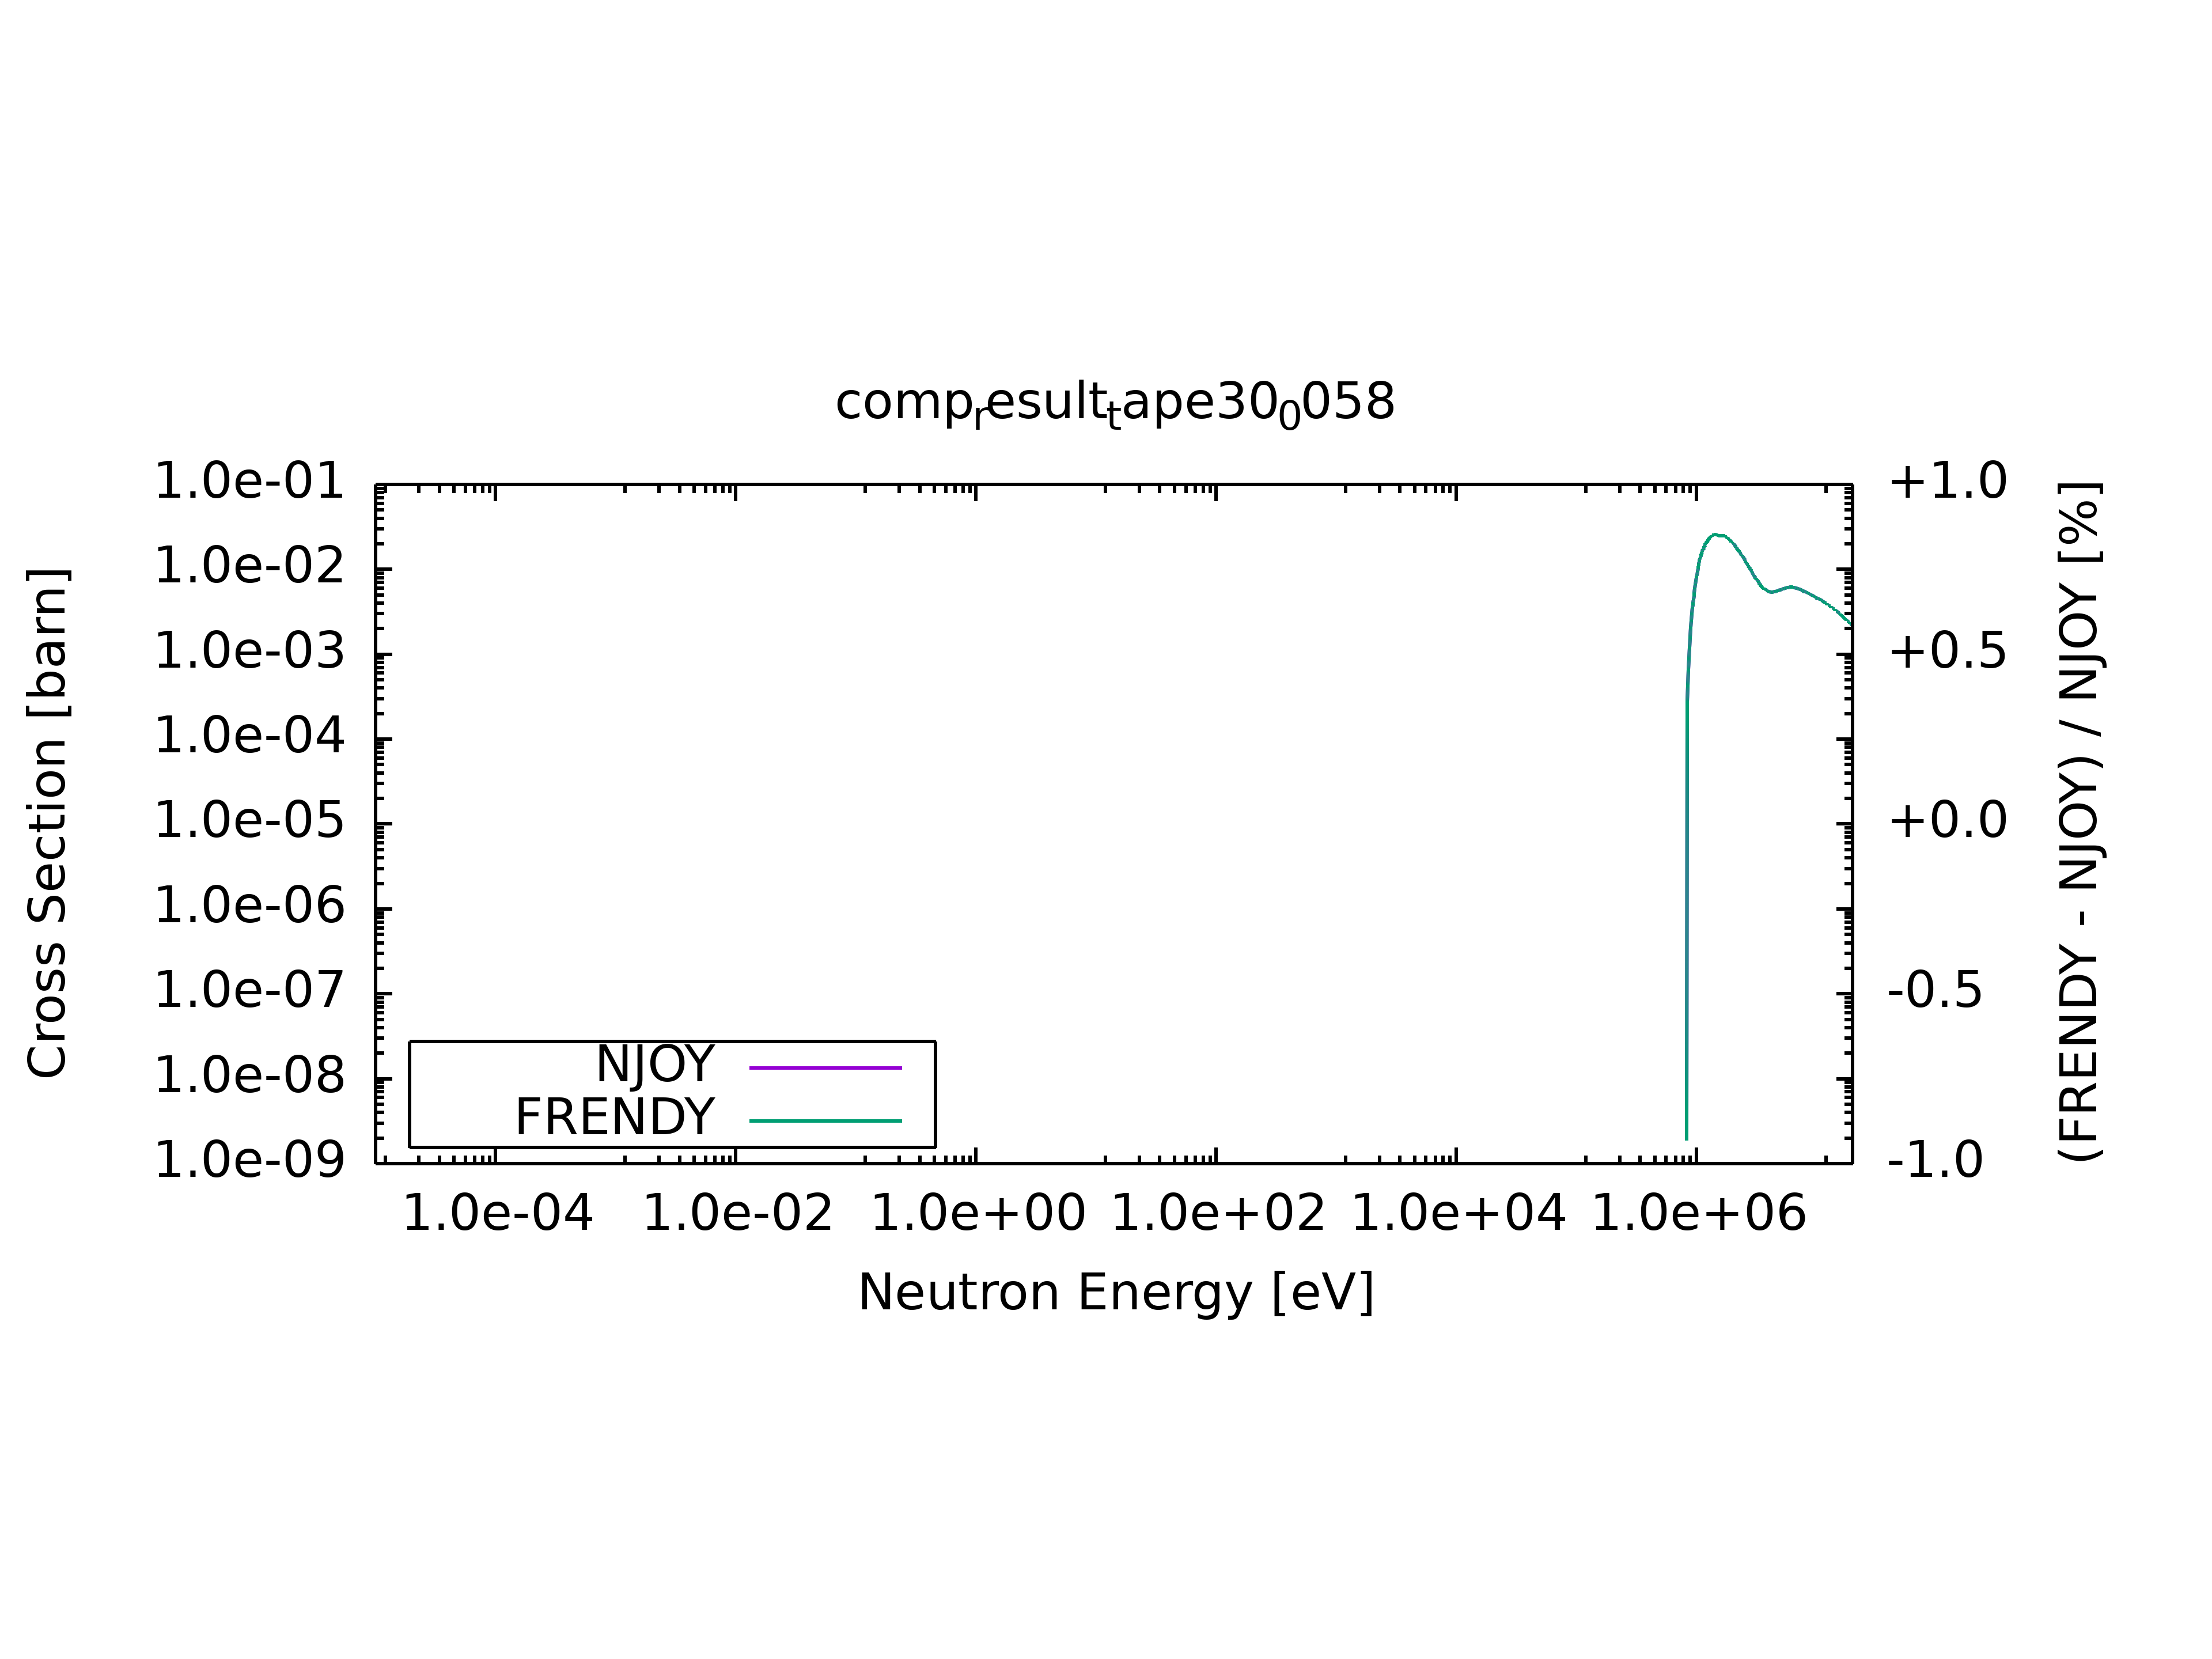 comp_result_tape30_0058
1.0e-01
1.0e-02
1.0e-03
1.0e-04
1.0e-05
1.0e-06
1.0e-07
1.0e-08
1.0e-09
Cross Section [barn]
+1.0
+0.5
+0.0
-0.5
-1.0
(FRENDY - NJOY) / NJOY [%]
NJOY
FRENDY
1.0e-04 1.0e-02 1.0e+00 1.0e+02 1.0e+04 1.0e+06
Neutron Energy [eV]